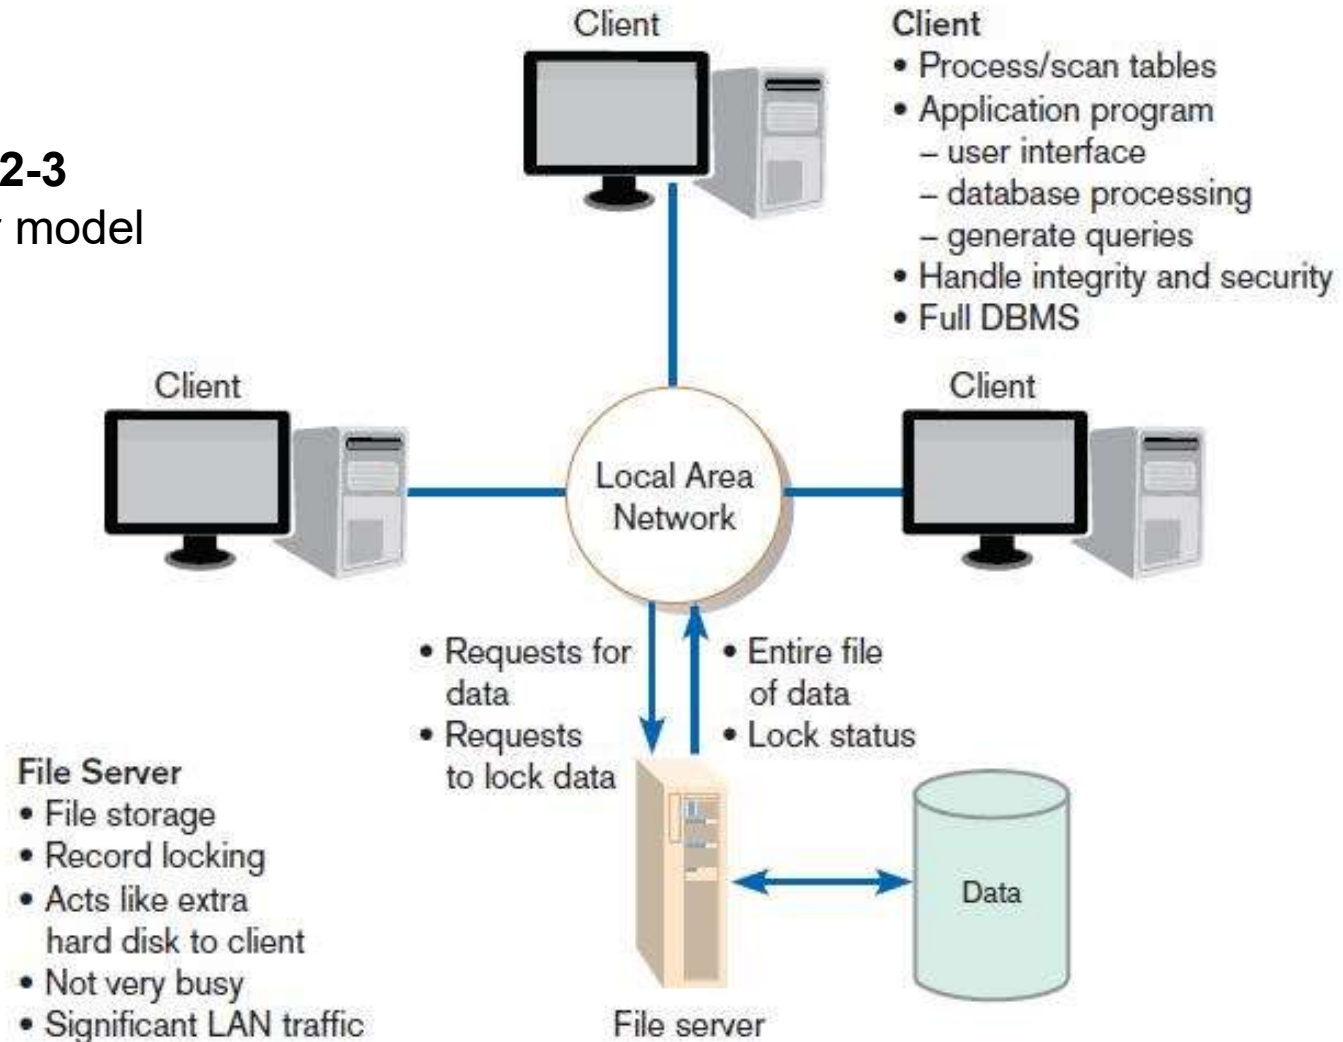 Client
Client
• Process/scan tables
• Application program
– user interface
– database processing
– generate queries
• Handle integrity and security
• Full DBMS
2-3
model
Client
Client
Local Area
Network
• Requests for
data
• Requests
to lock data
• Entire file
of data
• Lock status
File Server
• File storage
• Record locking
• Acts like extra
hard disk to client
• Not very busy
• Significant LAN traffic
Data
File server